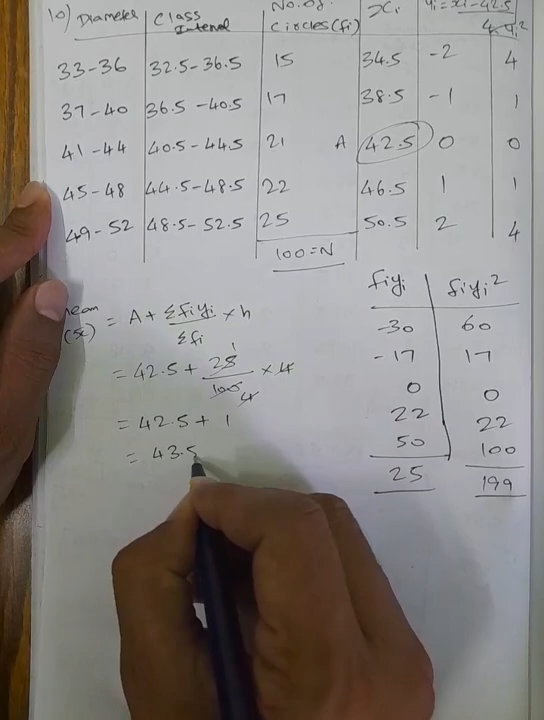 10) Diameter Class Interval No. of Circles (fi) xi yi = xi - 42.5 / 4 yi²
33-36 32.5-36.5 15 34.5 -2 4
37-40 36.5-40.5 17 38.5 -1 1
41-44 40.5-44.5 21 A 42.5 0 0
45-48 44.5-48.5 22 46.5 1 1
49-52 48.5-52.5 25 50.5 2 4
100=N
fiyi fiyi²
-30 60
-17 17
0 0
22 22
50 100
25 199
mean (x̄) = A + Σfiyi / Σfi × h
= 42.5 + 25 1 / 100 4 × 4
= 42.5 + 1
= 43.5